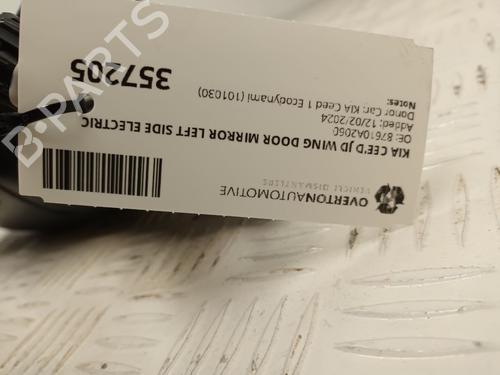 OVERTONAUTOMOTIVE
VEHICLE DISMANTLERS
KIA CEE'D JD WING DOOR MIRROR LEFT SIDE ELECTRIC
OE: 87610A2060
Added: 12/02/2024
Donor Car: KIA Ceed 1 Ecodynami (101030)
Notes:
357205
B-PARTS